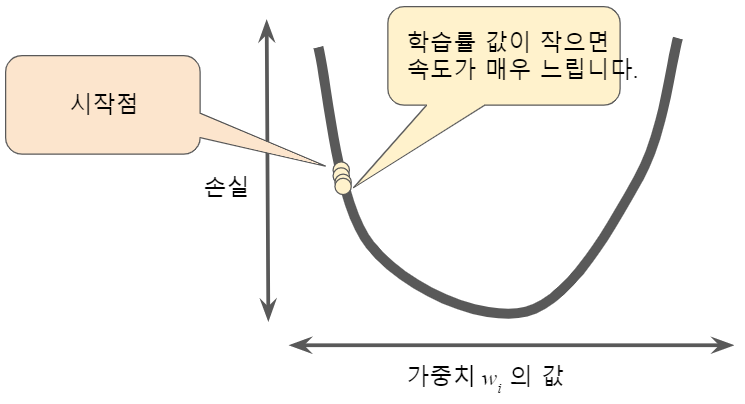 학습률 값이 작으면
속도가 매우 느립니다.
시작점
손실
가중치 wᵢ 의 값